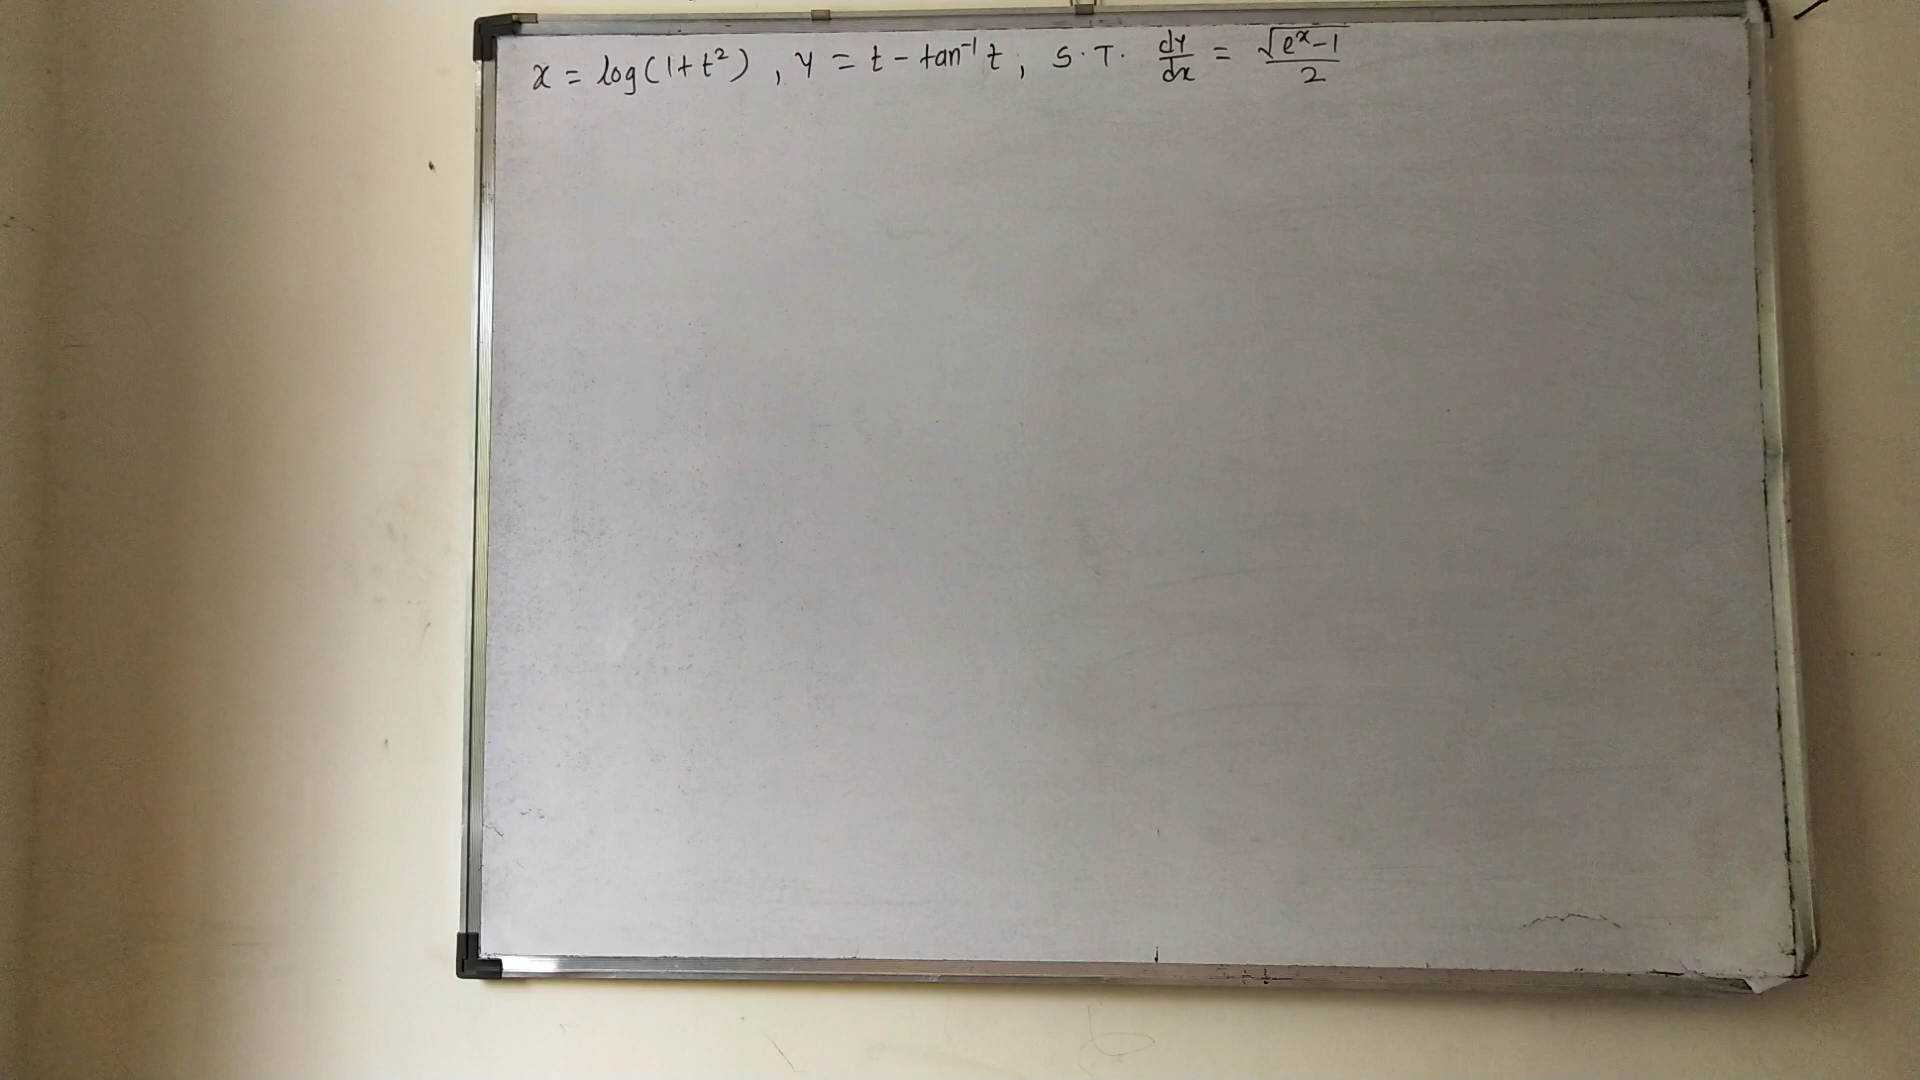 x = log(1+t²), y = t - tan⁻¹t; S.T. dy/dx = √(eˣ-1)/2